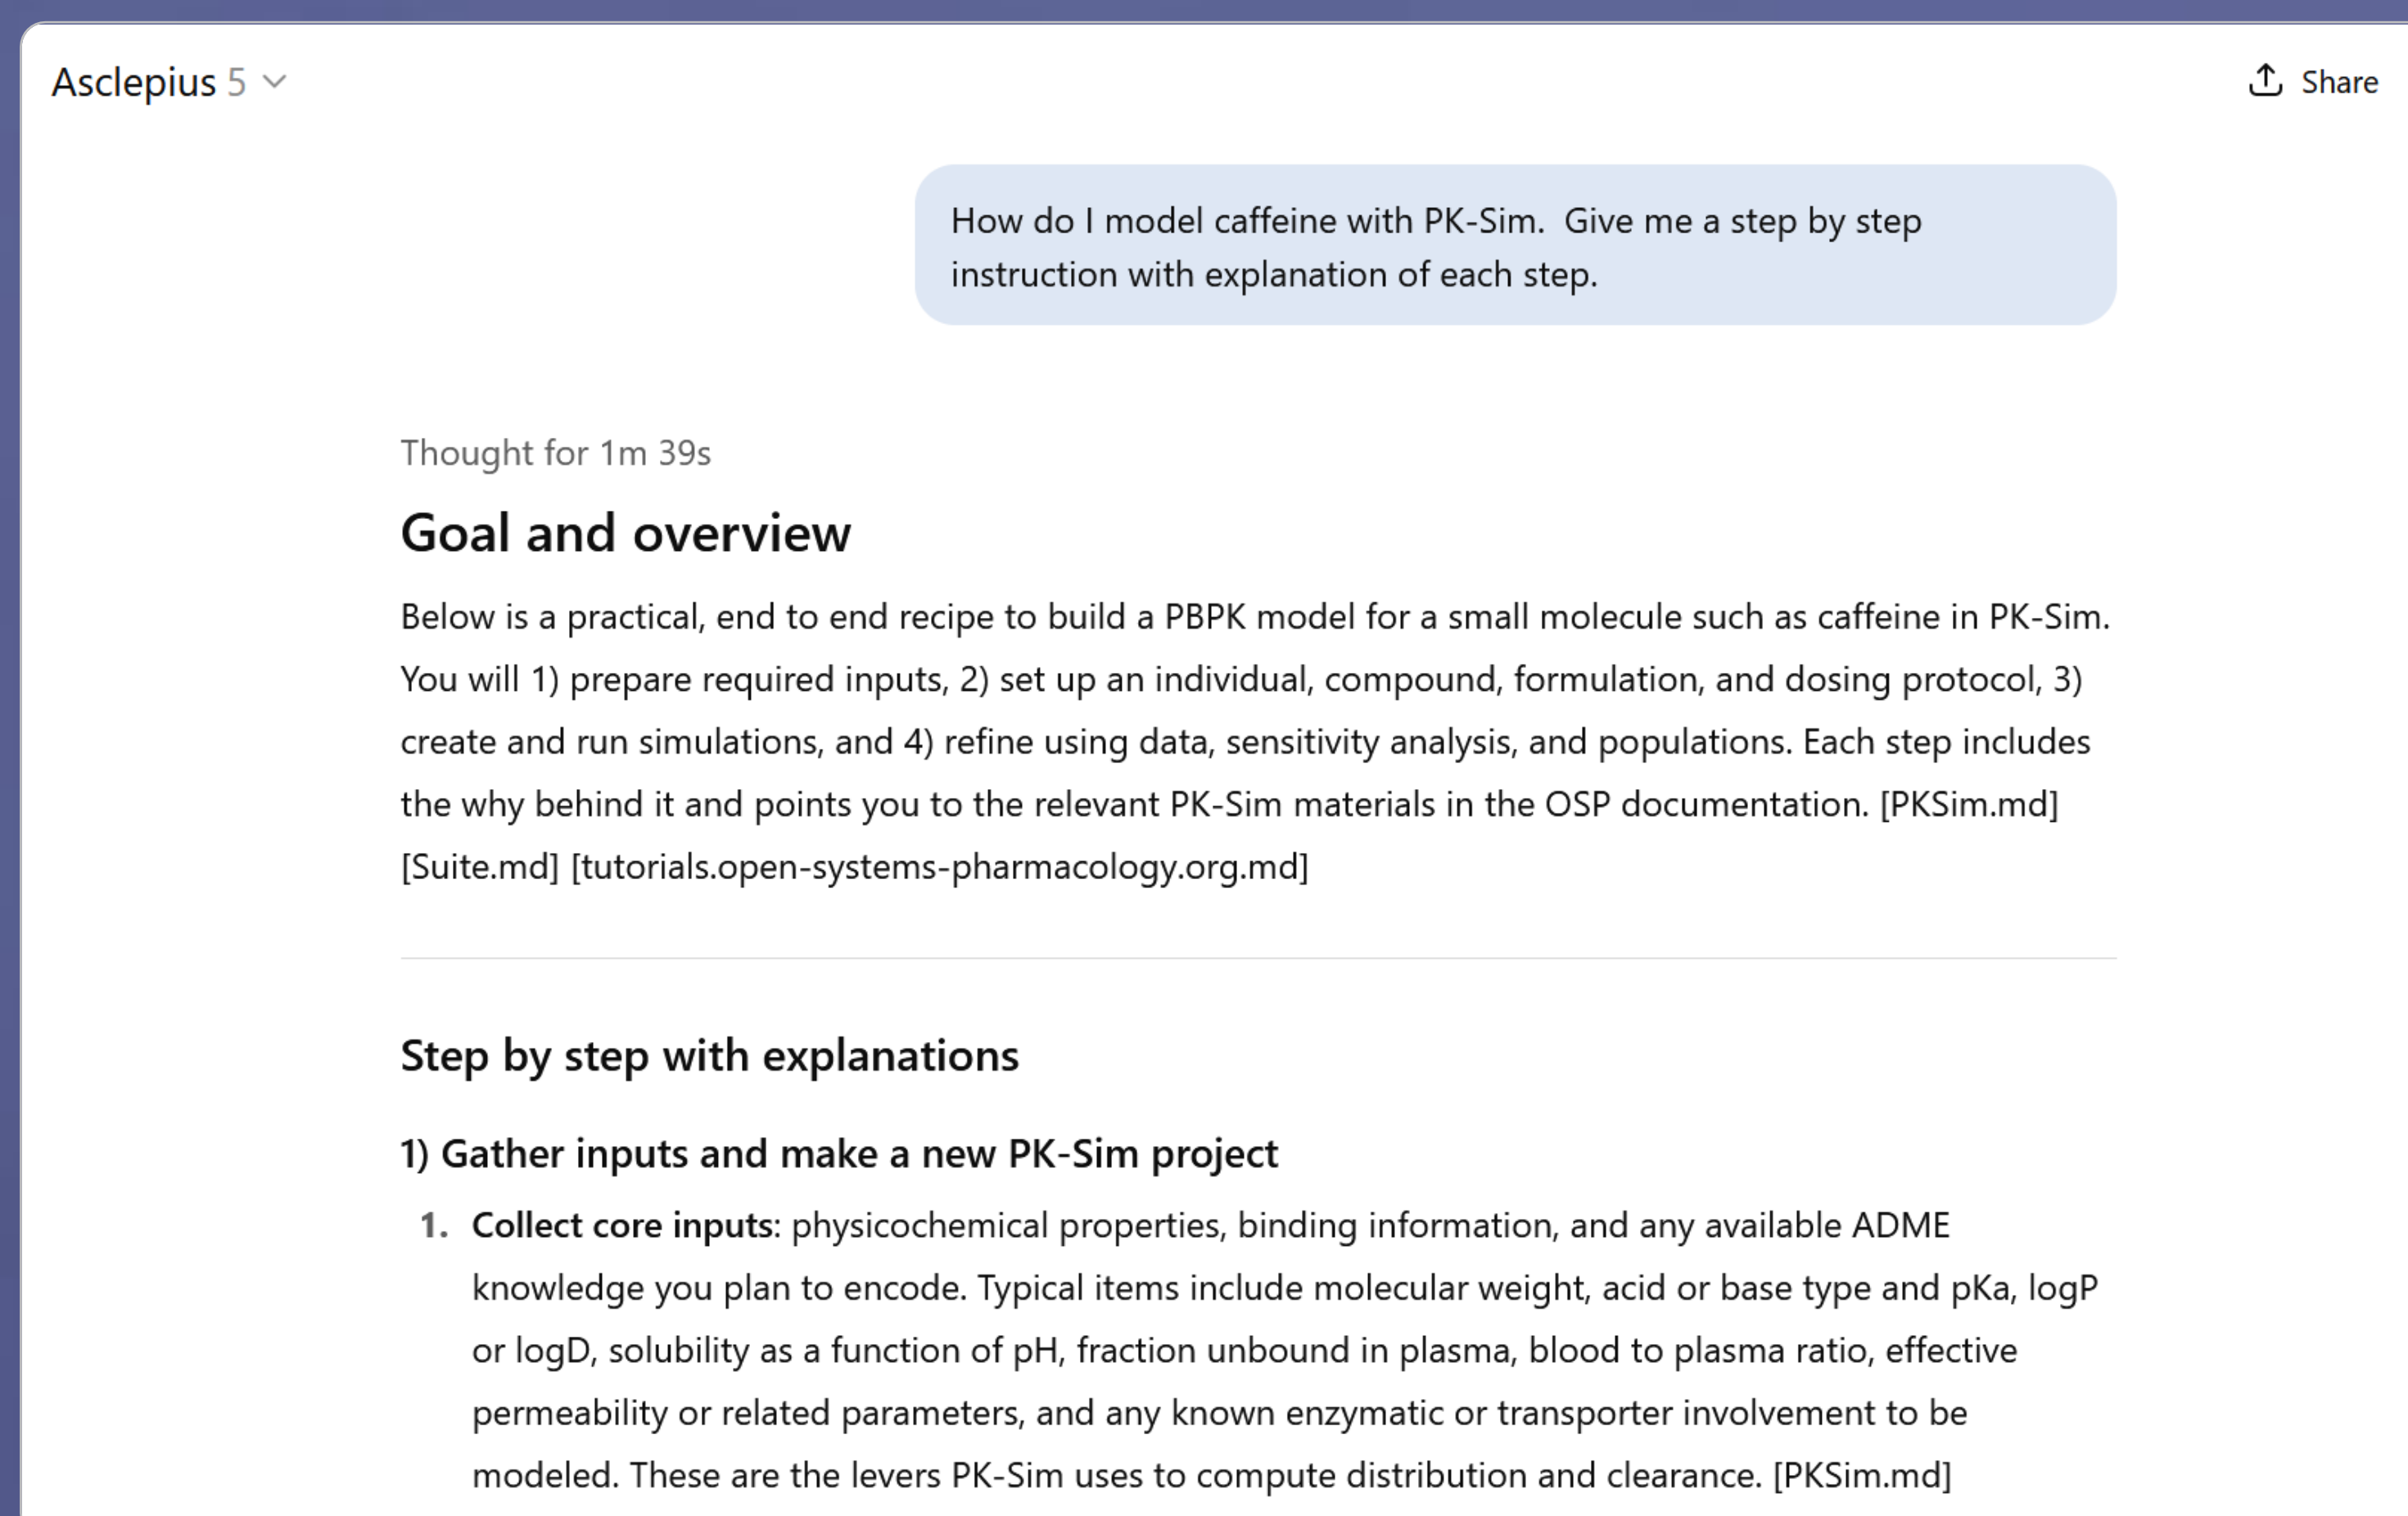 Asclepius 5
Share
How do I model caffeine with PK-Sim.  Give me a step by step
instruction with explanation of each step.
Thought for 1m 39s
Goal and overview
Below is a practical, end to end recipe to build a PBPK model for a small molecule such as caffeine in PK-Sim.
You will 1) prepare required inputs, 2) set up an individual, compound, formulation, and dosing protocol, 3)
create and run simulations, and 4) refine using data, sensitivity analysis, and populations. Each step includes
the why behind it and points you to the relevant PK-Sim materials in the OSP documentation. [PKSim.md]
[Suite.md] [tutorials.open-systems-pharmacology.org.md]
Step by step with explanations
1) Gather inputs and make a new PK-Sim project
1. Collect core inputs: physicochemical properties, binding information, and any available ADME
knowledge you plan to encode. Typical items include molecular weight, acid or base type and pKa, logP
or logD, solubility as a function of pH, fraction unbound in plasma, blood to plasma ratio, effective
permeability or related parameters, and any known enzymatic or transporter involvement to be
modeled. These are the levers PK-Sim uses to compute distribution and clearance. [PKSim.md]